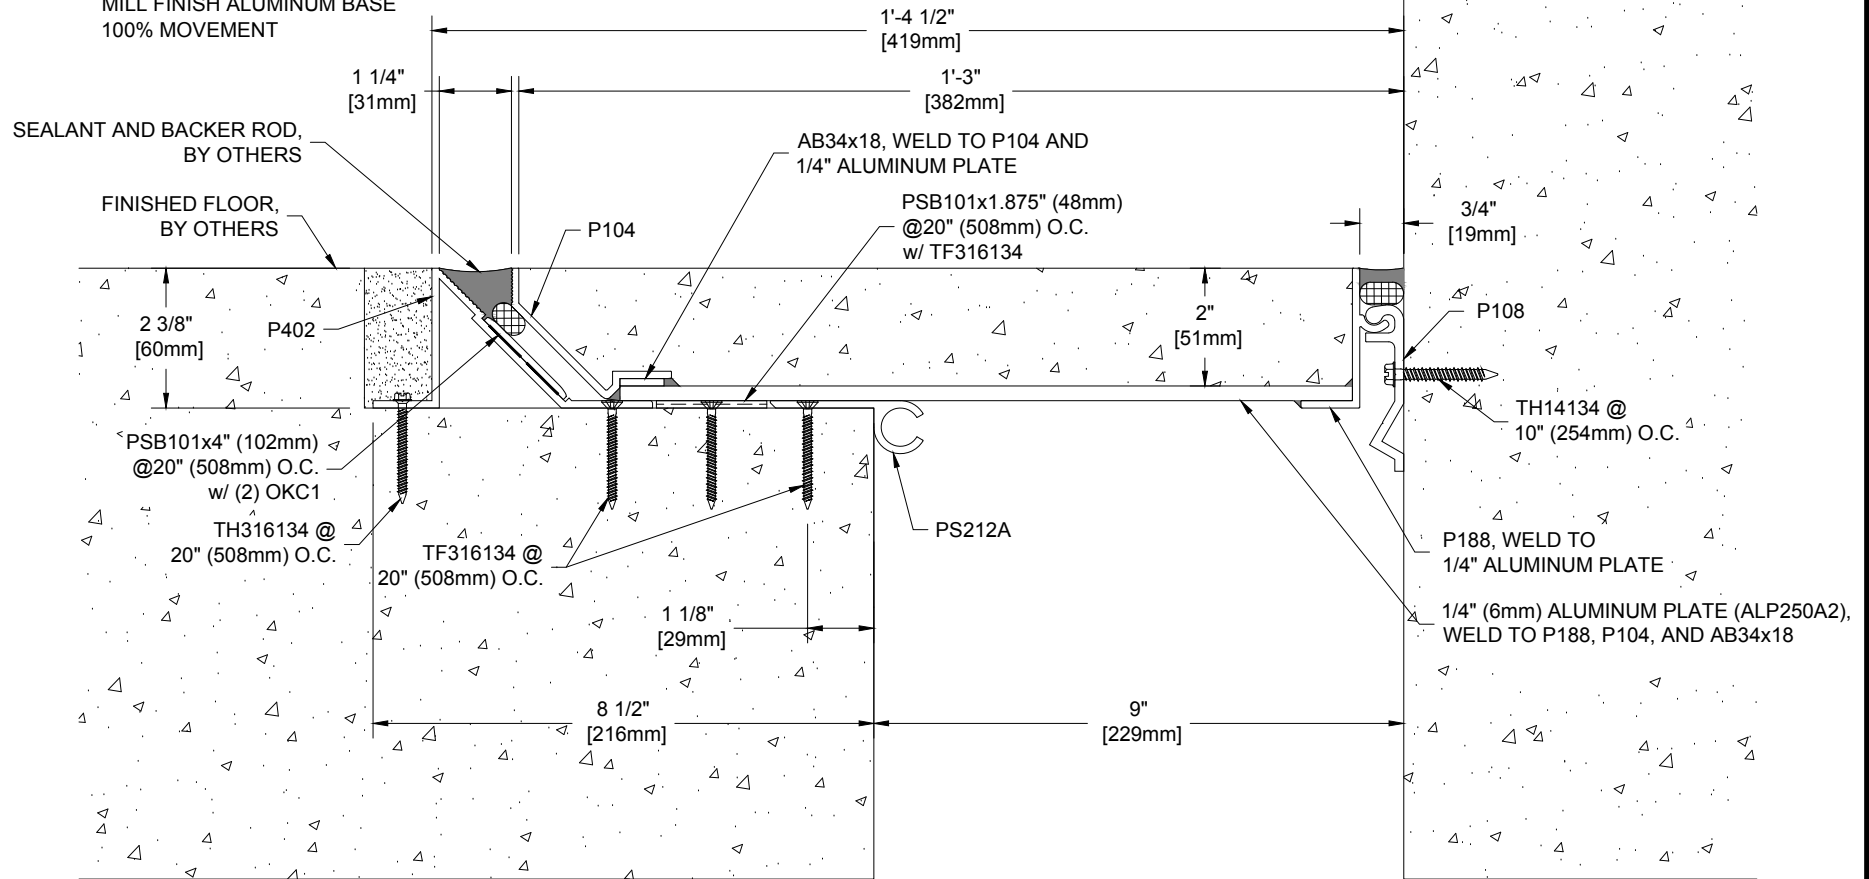 MILL FINISH ALUMINUM BASE
100% MOVEMENT
1'-4 1/2"
[419mm]
1 1/4"
[31mm]
1'-3"
[382mm]
SEALANT AND BACKER ROD,
BY OTHERS
AB34x18, WELD TO P104 AND
1/4" ALUMINUM PLATE
FINISHED FLOOR,
BY OTHERS
P104
PSB101x1.875" (48mm)
@20" (508mm) O.C.
w/ TF316134
3/4"
[19mm]
2 3/8"
[60mm]
P402
2"
[51mm]
P108
PSB101x4" (102mm)
@20" (508mm) O.C.
w/ (2) OKC1
TH14134 @
10" (254mm) O.C.
TH316134 @
20" (508mm) O.C.
TF316134 @
20" (508mm) O.C.
PS212A
P188, WELD TO
1/4" ALUMINUM PLATE
1 1/8"
[29mm]
1/4" (6mm) ALUMINUM PLATE (ALP250A2),
WELD TO P188, P104, AND AB34x18
8 1/2"
[216mm]
9"
[229mm]